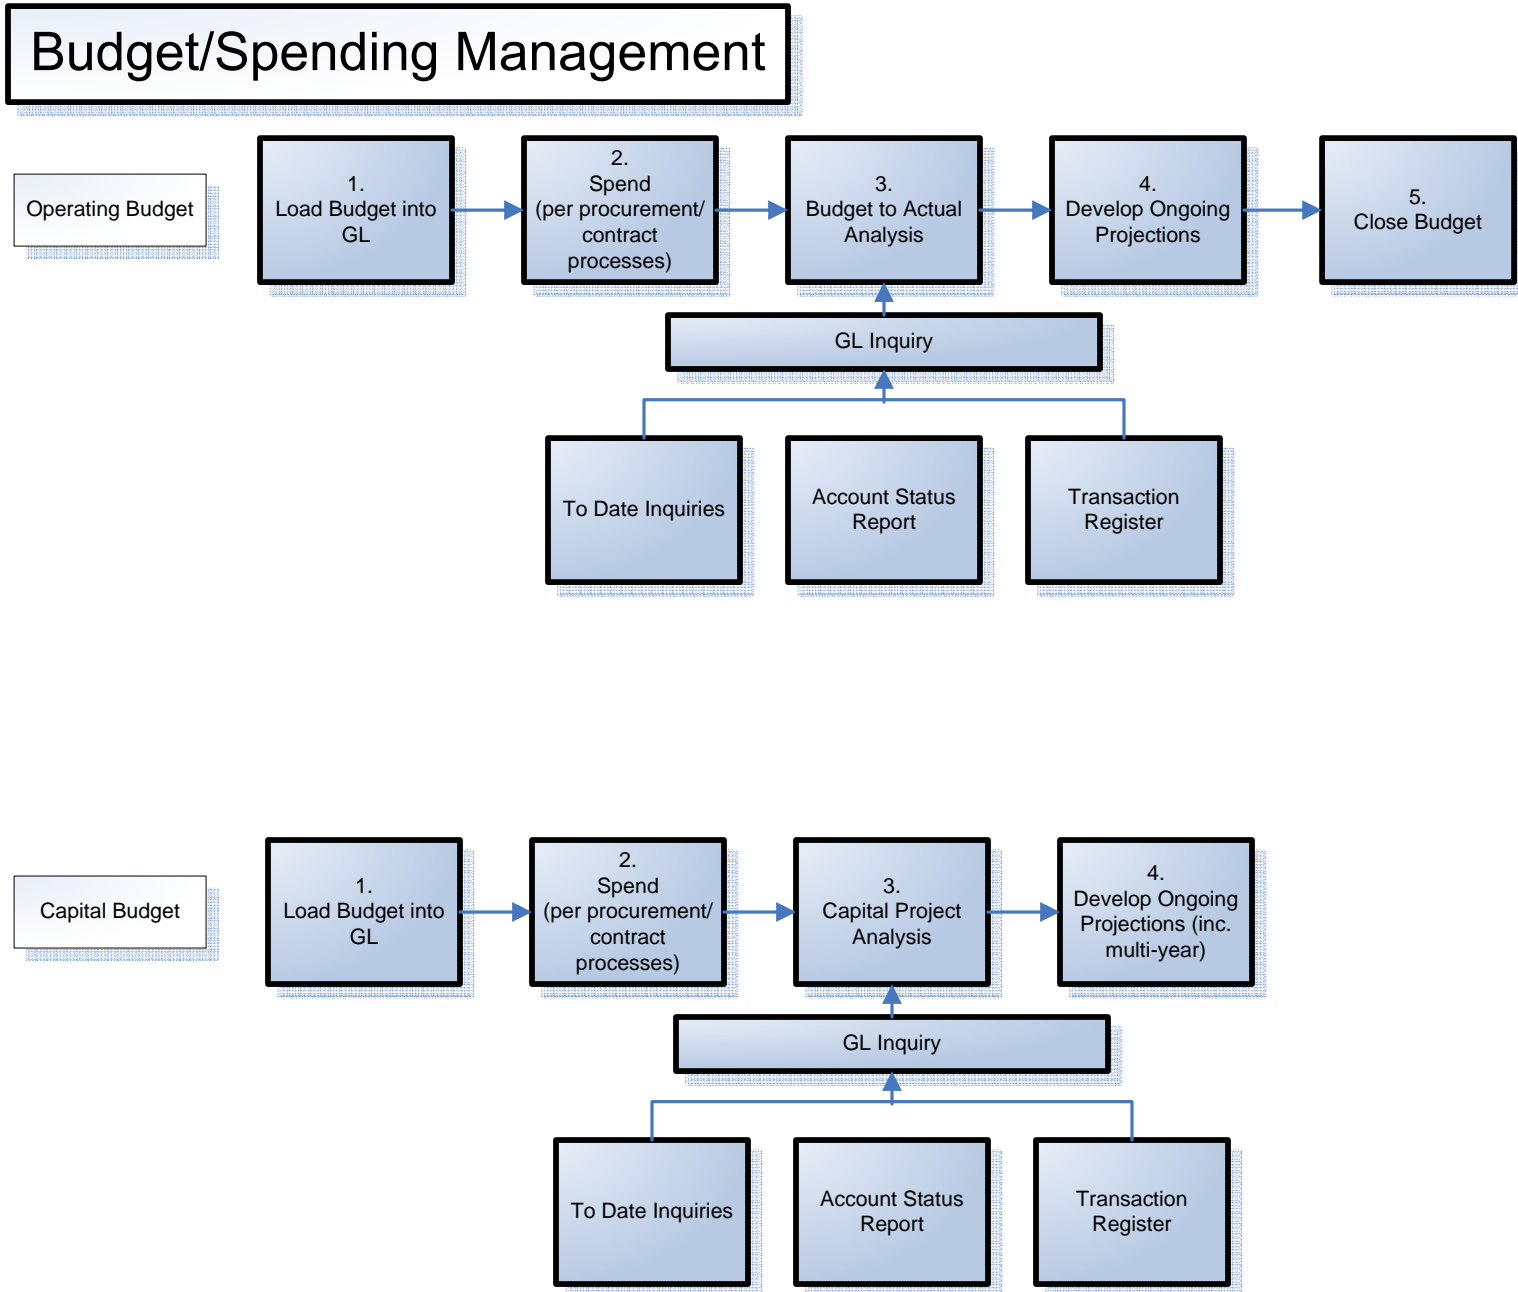 Budget/Spending Management
Operating Budget
1.
Load Budget into
GL
2.
Spend
(per procurement/
contract
processes)
3.
Budget to Actual
Analysis
4.
Develop Ongoing
Projections
5.
Close Budget
GL Inquiry
To Date Inquiries
Account Status
Report
Transaction
Register
Capital Budget
1.
Load Budget into
GL
2.
Spend
(per procurement/
contract
processes)
3.
Capital Project
Analysis
4.
Develop Ongoing
Projections (inc.
multi-year)
GL Inquiry
To Date Inquiries
Account Status
Report
Transaction
Register